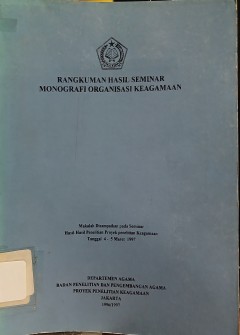 RANGKUMAN HASIL SEMINAR
MONOGRAFI ORGANISASI KEAGAMAAN
Makalah Disampaikan pada Seminar
Hasil Hasil Penelitian Proyek penelitian Keagamaan
Tanggal 4 - 5 Maret 1997
DEPARTEMEN AGAMA
BADAN PENELITIAN DAN PENGEMBANGAN AGAMA
PROYEK PENELITIAN KEAGAMAAN
JAKARTA
1996/1997